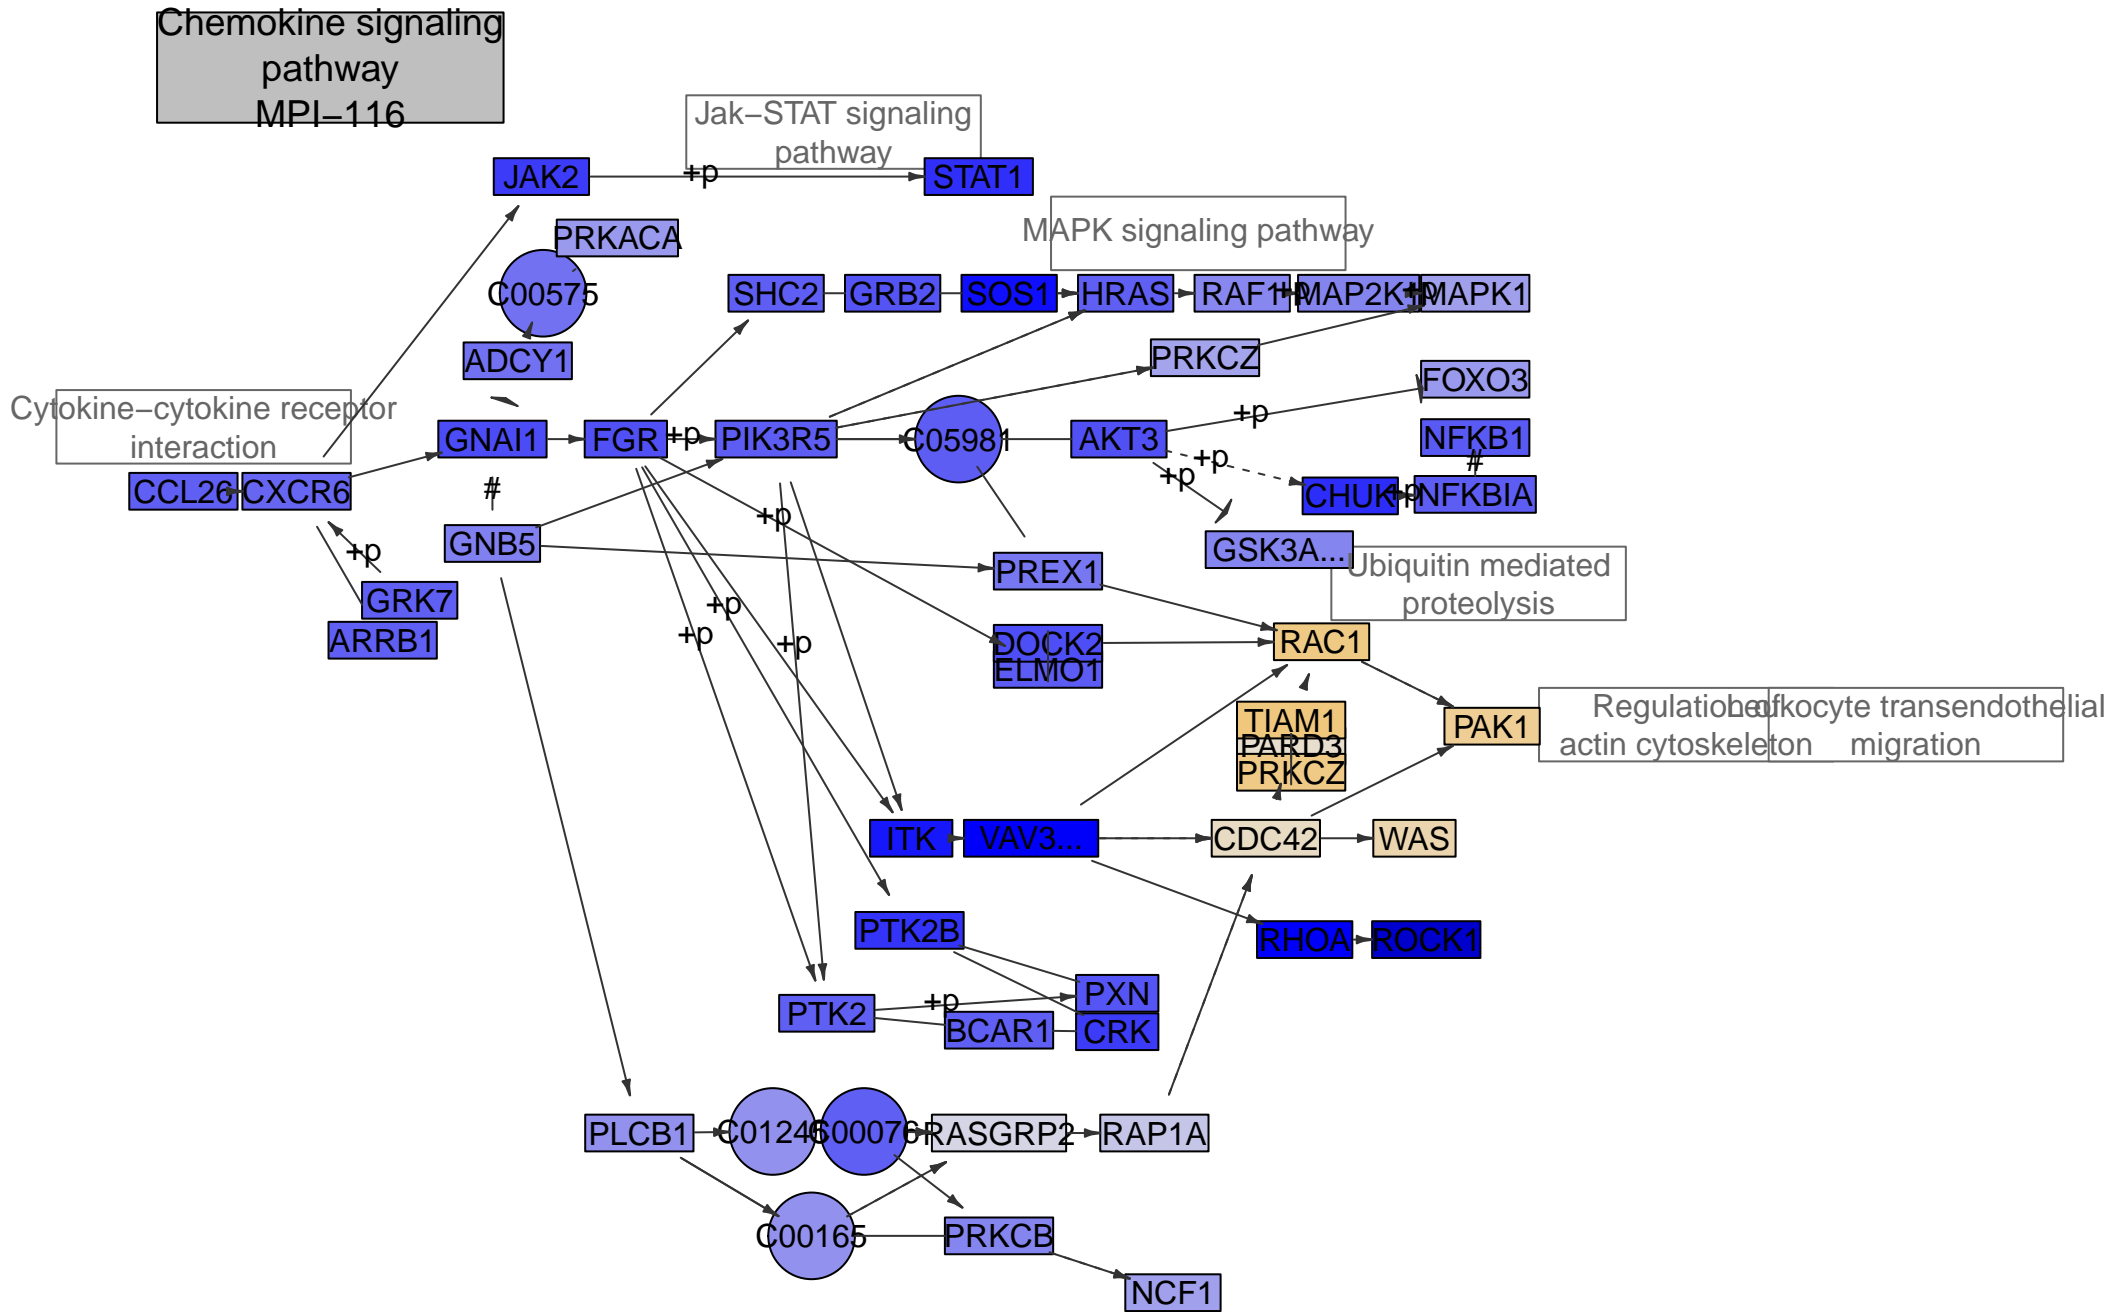 Chemokine signaling
pathway
MPI−116
Jak−STAT signaling
pathway
JAK2
+p
STAT1
PRKACA
MAPK signaling pathway
C00575
SHC2
GRB2
SOS1
HRAS
RAF1
+p
MAP2K1
+p
MAPK1
ADCY1
PRKCZ
FOXO3
Cytokine−cytokine receptor
interaction
+p
GNAI1
FGR
+p
PIK3R5
C05981
AKT3
NFKB1
+p
#
+p
CCL26
CXCR6
#
CHUK
+p
NFKBIA
+p
GNB5
+p
GSK3A...
Ubiquitin mediated
proteolysis
PREX1
GRK7
+p
ARRB1
+p
+p
DOCK2
ELMO1
RAC1
TIAM1
PARD3
PRKCZ
PAK1
Regulation of
actin cytoskeleton
Leukocyte transendothelial
migration
ITK
VAV3...
CDC42
WAS
PTK2B
RHOA
ROCK1
PTK2
+p
PXN
BCAR1
CRK
PLCB1
C01245
C00076
RASGRP2
RAP1A
C00165
PRKCB
NCF1